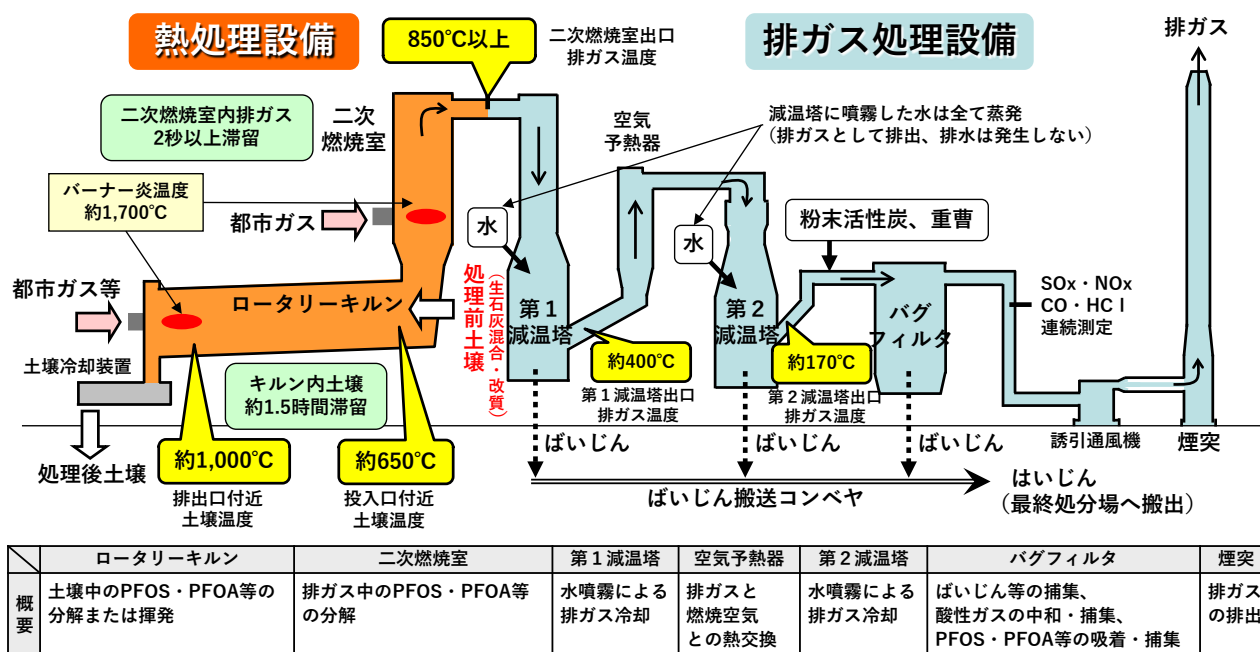 熱処理設備
850℃以上
二次燃焼室出口
排ガス温度
排ガス処理設備
排ガス
二次燃焼室内排ガス
2秒以上滞留
二次
燃焼室
空気
予熱器
減温塔に噴霧した水は全て蒸発
（排ガスとして排出、排水は発生しない）
バーナー炎温度
約1,700℃
都市ガス
水
水
粉末活性炭、重曹
都市ガス等
ロータリーキルン
処理前土壌
（生石灰混合・改質）
第１
減温塔
第２
減温塔
バグ
フィルタ
SOx・NOx
CO・HCｌ
連続測定
土壌冷却装置
キルン内土壌
約1.5時間滞留
約400℃
第１減温塔出口
排ガス温度
約170℃
第２減温塔出口
排ガス温度
処理後土壌
約1,000℃
排出口付近
土壌温度
約650℃
投入口付近
土壌温度
ばいじん
ばいじん
ばいじん
誘引通風機
煙突
ばいじん搬送コンベヤ
はいじん
（最終処分場へ搬出）
ロータリーキルン
二次燃焼室
第１減温塔
空気予熱器
第２減温塔
バグフィルタ
煙突
概要
土壌中のPFOS・PFOA等の
分解または揮発
排ガス中のPFOS・PFOA等
の分解
水噴霧による
排ガス冷却
排ガスと
燃焼空気
との熱交換
水噴霧による
排ガス冷却
ばいじん等の捕集、
酸性ガスの中和・捕集、
PFOS・PFOA等の吸着・捕集
排ガス
の排出